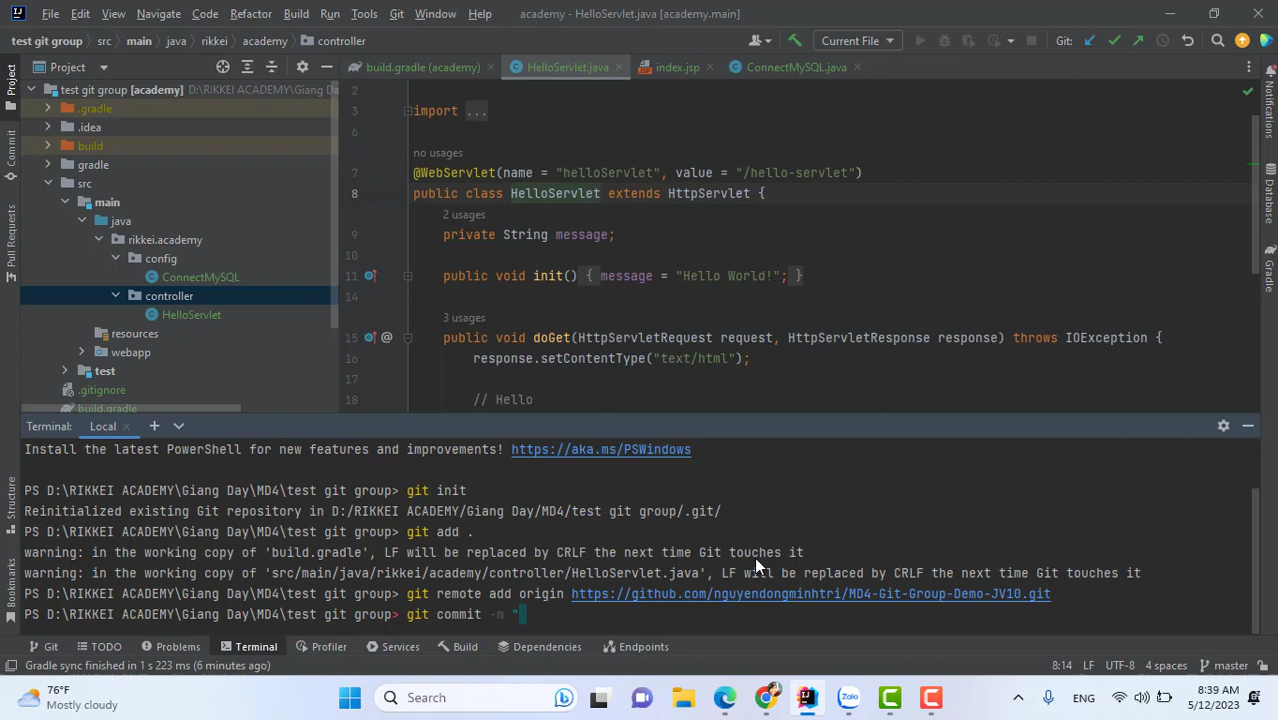 File Edit View Navigate Code Refactor Build Run Tools Git Window Help academy - HelloServlet.java [academy.main]
test git group src main java rikkei academy controller Current File Git:
Project build.gradle (academy) HelloServlet.java index.jsp ConnectMySQL.java
test git group [academy] D:\RIKKEI ACADEMY\Giang Day
.gradle
.idea
build
gradle
src
main
java
rikkei.academy
config
ConnectMySQL
controller
HelloServlet
resources
webapp
test
.gitignore
build.gradle
2
3 import ...
6
no usages
7 @WebServlet(name = "helloServlet", value = "/hello-servlet")
8 public class HelloServlet extends HttpServlet {
2 usages
9 private String message;
10
11 public void init() { message = "Hello World!"; }
14
3 usages
15 @ public void doGet(HttpServletRequest request, HttpServletResponse response) throws IOException {
16 response.setContentType("text/html");
17
18 // Hello
Project
Commit
Pull Requests
Structure
Bookmarks
Notifications
Database
Gradle
Terminal: Local
Install the latest PowerShell for new features and improvements! https://aka.ms/PSWindows
PS D:\RIKKEI ACADEMY\Giang Day\MD4\test git group> git init
Reinitialized existing Git repository in D:/RIKKEI ACADEMY/Giang Day/MD4/test git group/.git/
PS D:\RIKKEI ACADEMY\Giang Day\MD4\test git group> git add .
warning: in the working copy of 'build.gradle', LF will be replaced by CRLF the next time Git touches it
warning: in the working copy of 'src/main/java/rikkei/academy/controller/HelloServlet.java', LF will be replaced by CRLF the next time Git touches it
PS D:\RIKKEI ACADEMY\Giang Day\MD4\test git group> git remote add origin https://github.com/nguyendongminhtri/MD4-Git-Group-Demo-JV10.git
PS D:\RIKKEI ACADEMY\Giang Day\MD4\test git group> git commit -m "
Git TODO Problems Terminal Profiler Services Build Dependencies Endpoints
Gradle sync finished in 1 s 223 ms (6 minutes ago) 8:14 LF UTF-8 4 spaces master
76°F
Mostly cloudy
Search
Zalo
ENG
8:39 AM
5/12/2023